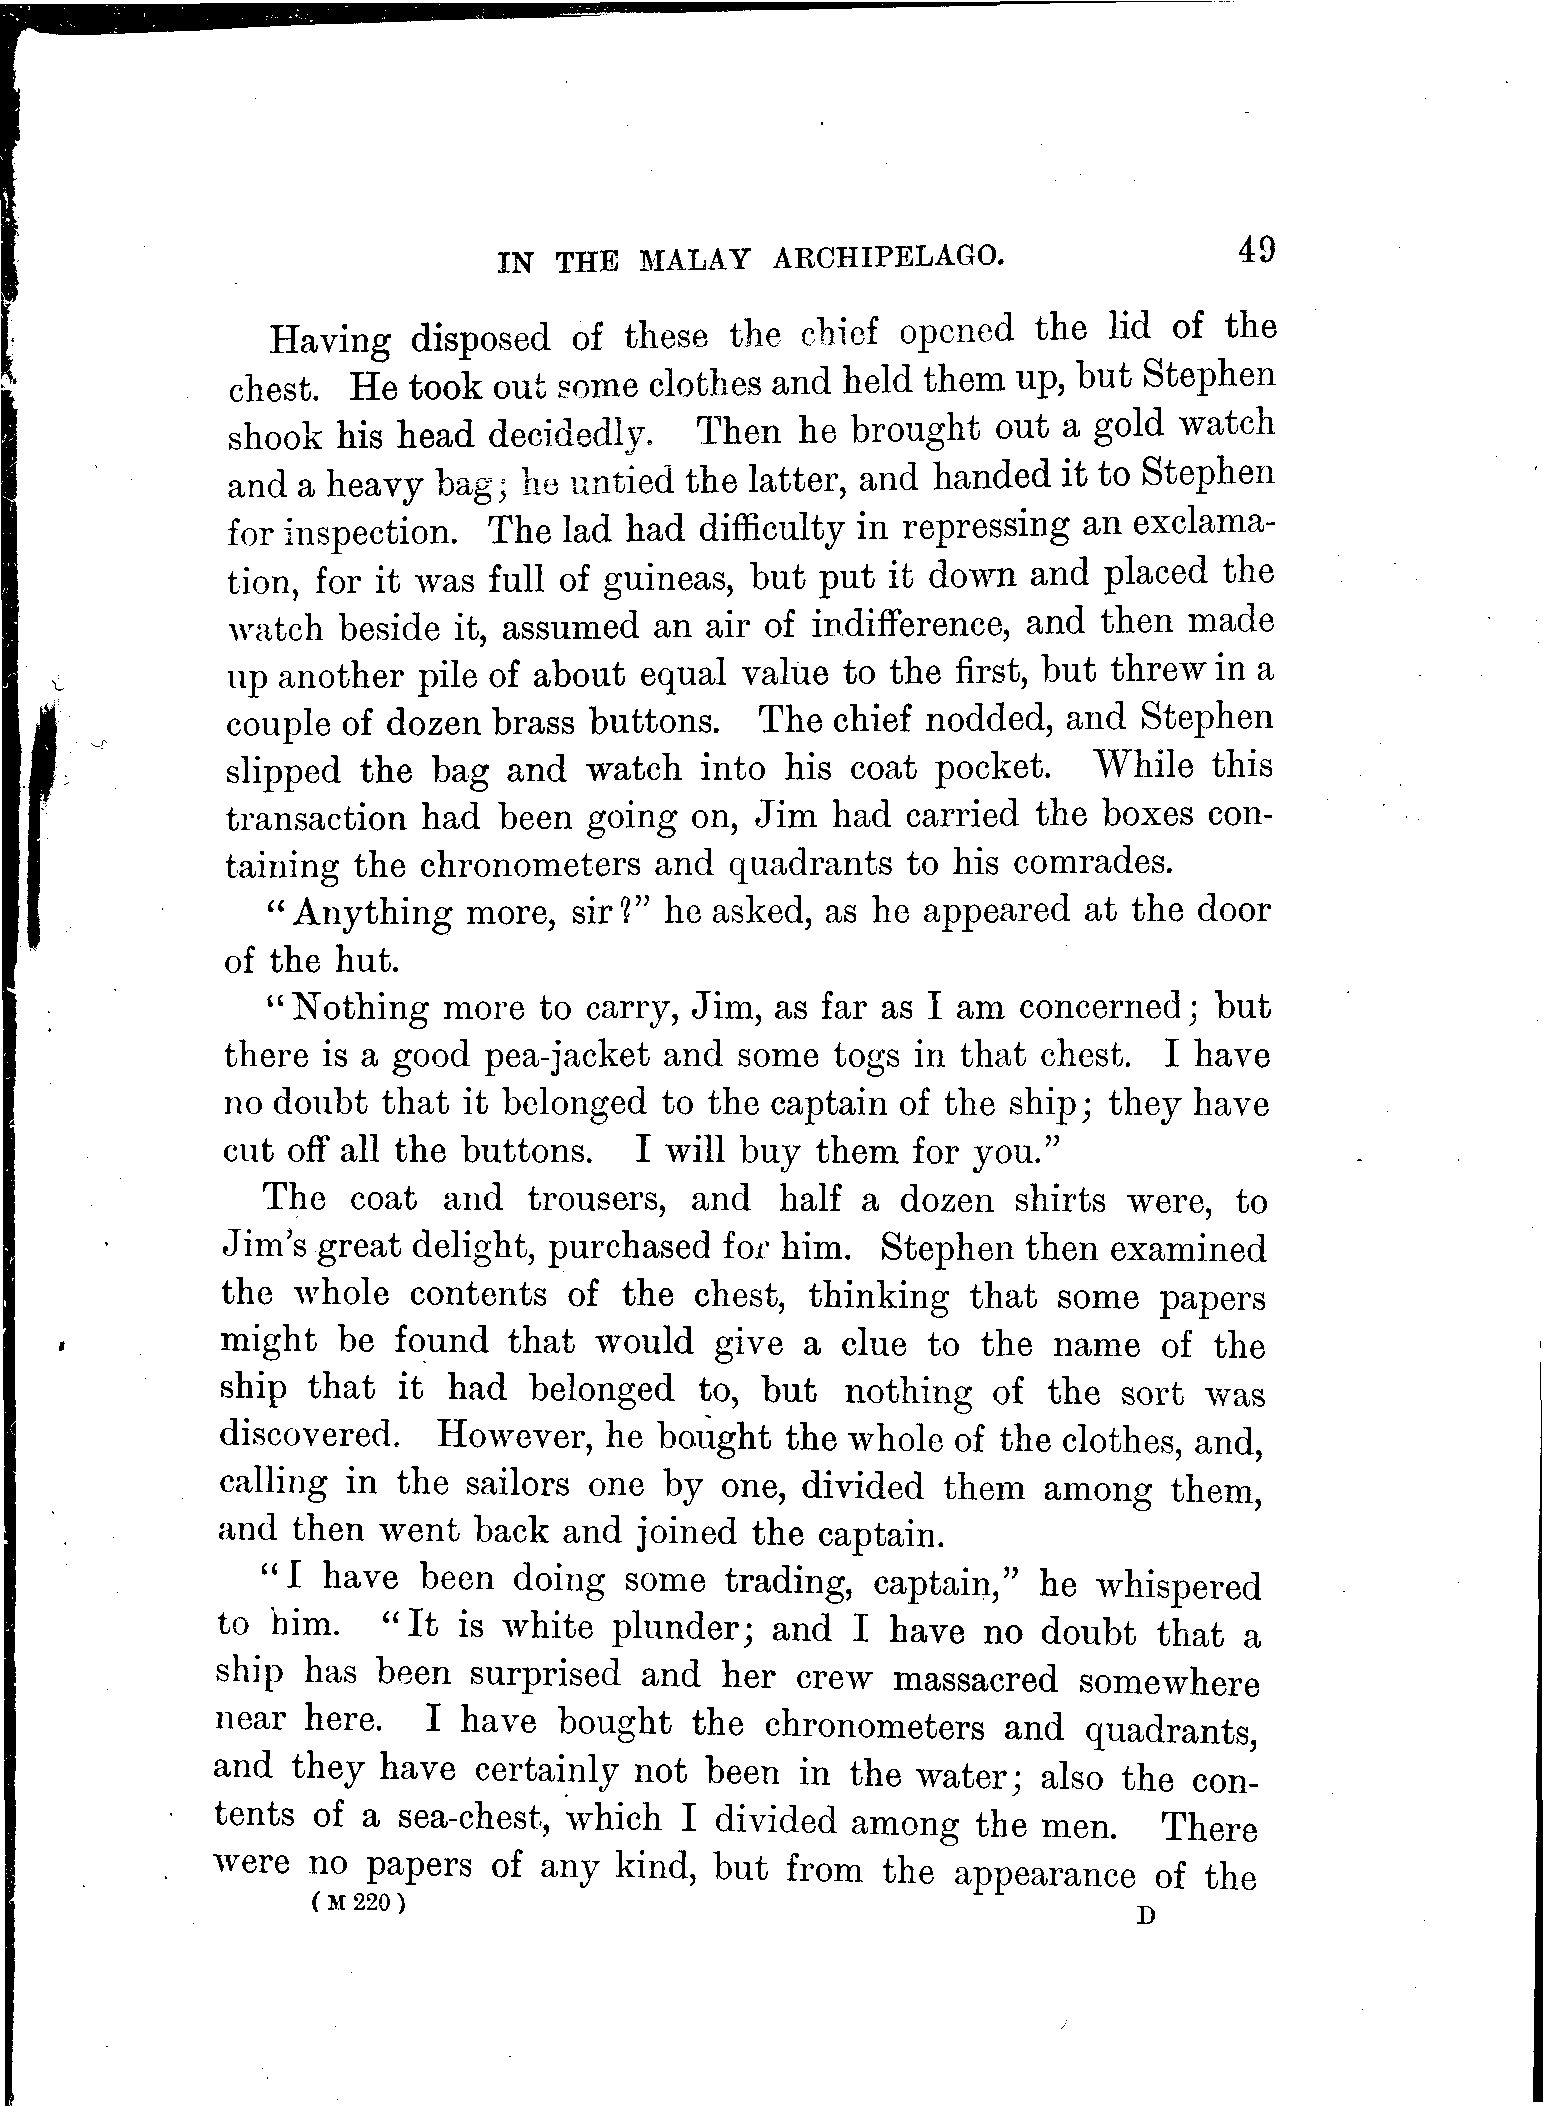 IN THE MALAY ARCHIPELAGO. 49
Having disposed of these the chief opened the lid of the
chest. He took out some clothes and held them up, but Stephen
shook his head decidedly. Then he brought out a gold watch
and a heavy bag; he untied the latter, and handed it to Stephen
for inspection. The lad had difficulty in repressing an exclama-
tion, for it was full of guineas, but put it down and placed the
watch beside it, assumed an air of indifference, and then made
up another pile of about equal value to the first, but threw in a
couple of dozen brass buttons. The chief nodded, and Stephen
slipped the bag and watch into his coat pocket. While this
transaction had been going on, Jim had carried the boxes con-
taining the chronometers and quadrants to his comrades.
"Anything more, sir?" he asked, as he appeared at the door
of the hut.
"Nothing more to carry, Jim, as far as I am concerned; but
there is a good pea-jacket and some togs in that chest. I have
no doubt that it belonged to the captain of the ship; they have
cut off all the buttons. I will buy them for you."
The coat and trousers, and half a dozen shirts were, to
Jim's great delight, purchased for him. Stephen then examined
the whole contents of the chest, thinking that some papers
might be found that would give a clue to the name of the
ship that it had belonged to, but nothing of the sort was
discovered. However, he bought the whole of the clothes, and,
calling in the sailors one by one, divided them among them,
and then went back and joined the captain.
"I have been doing some trading, captain," he whispered
to him. "It is white plunder; and I have no doubt that a
ship has been surprised and her crew massacred somewhere
near here. I have bought the chronometers and quadrants,
and they have certainly not been in the water; also the con-
tents of a sea-chest, which I divided among the men. There
were no papers of any kind, but from the appearance of the
(M 220) D